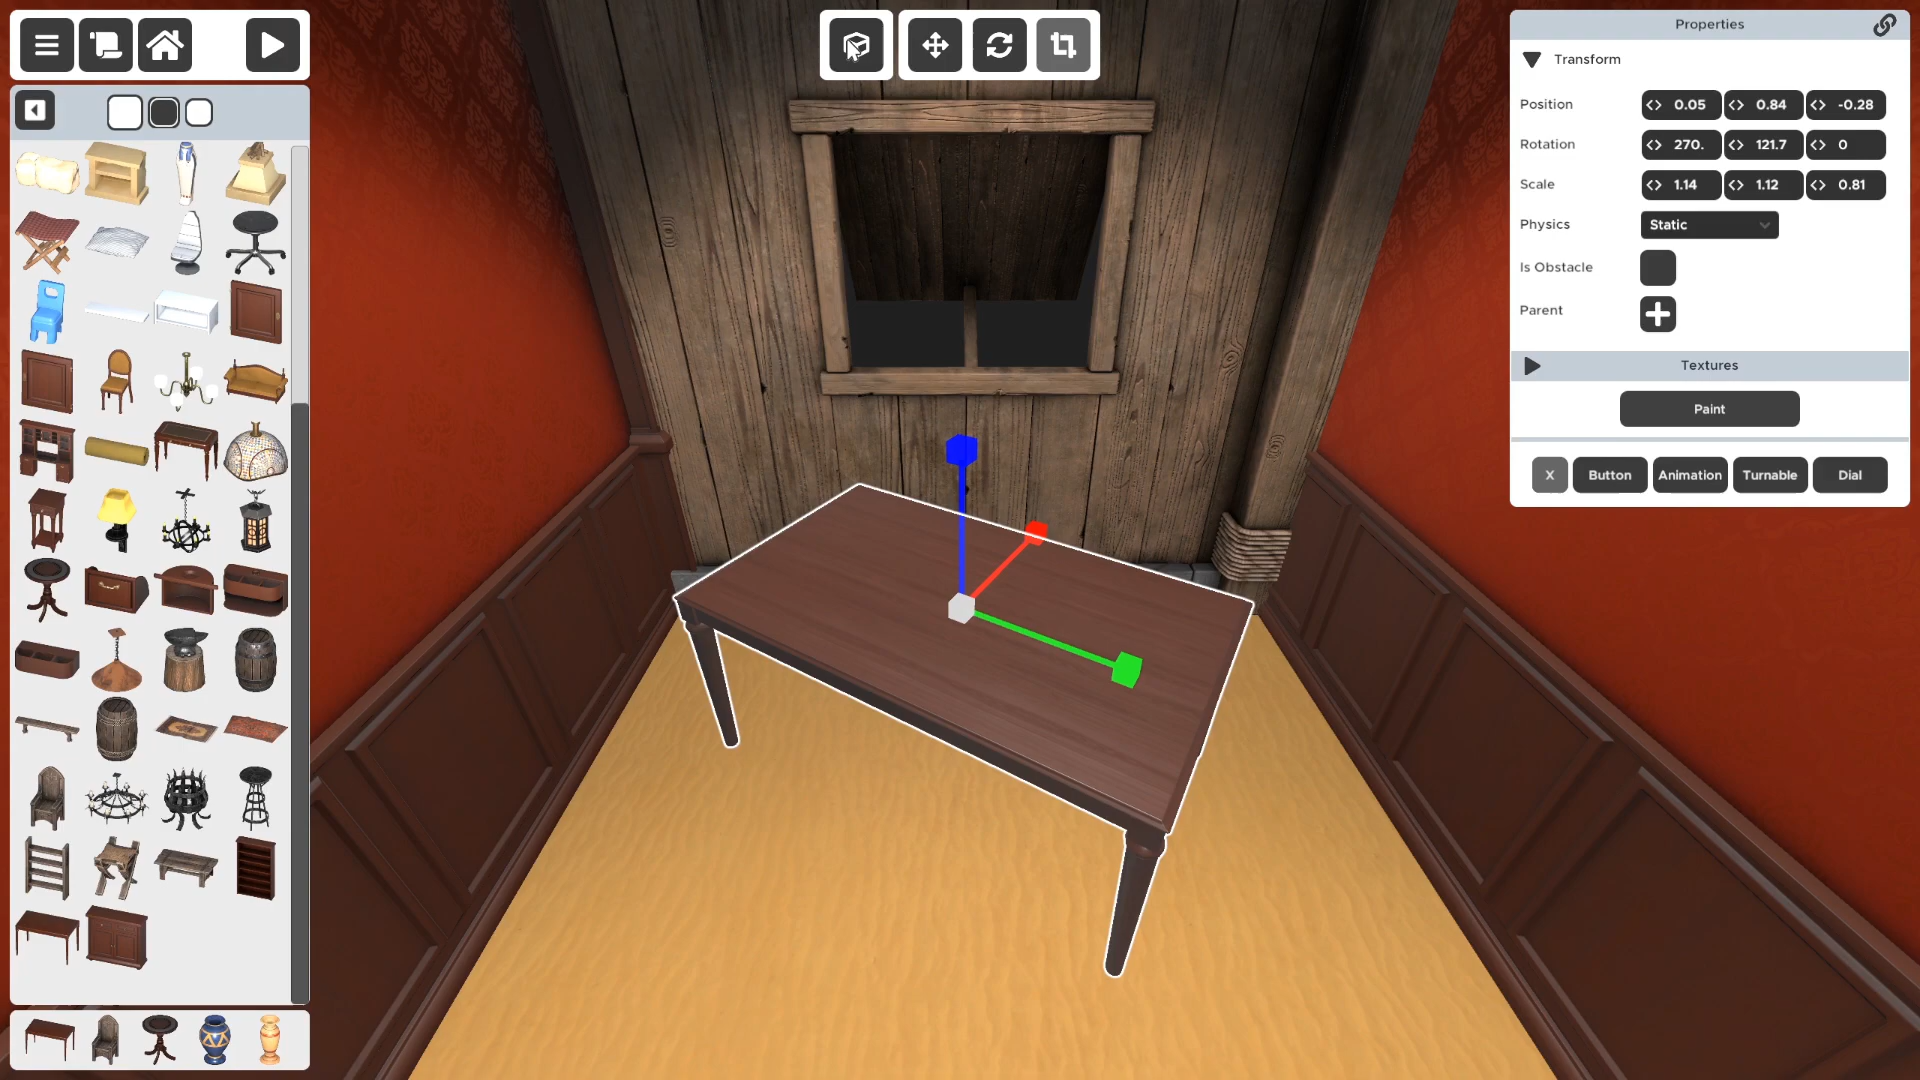 Properties
Transform
Position 0.05 0.84 -0.28
Rotation 270. 121.7 0
Scale 1.14 1.12 0.81
Physics Static
Is Obstacle
Parent
Textures
Paint
X Button Animation Turnable Dial